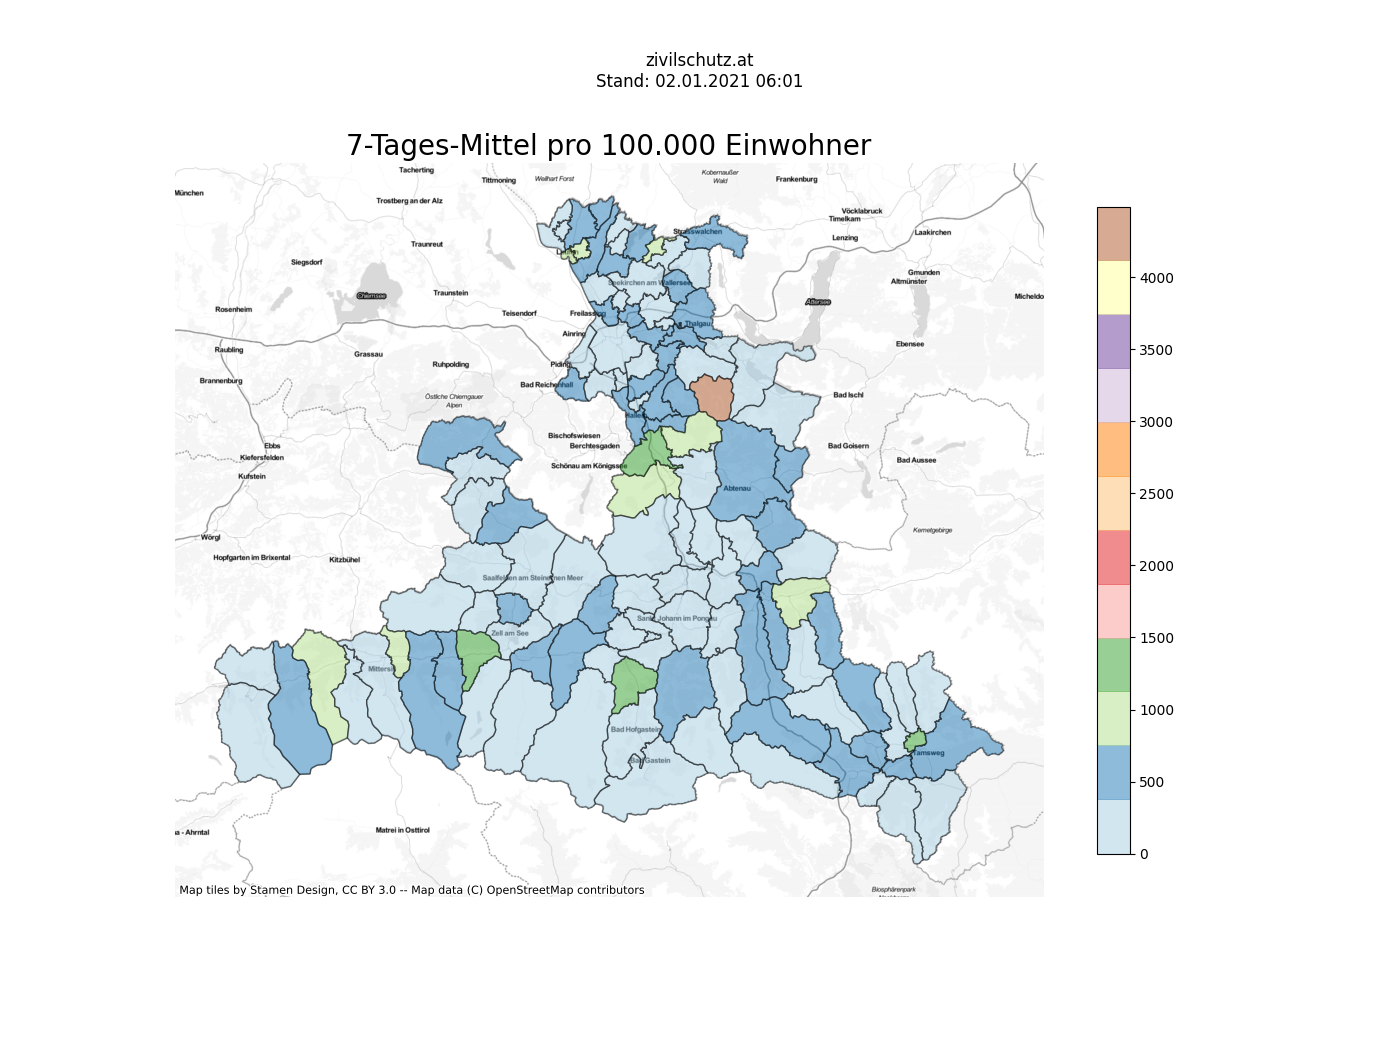 zivilschutz.at
Stand: 02.01.2021 06:01
7-Tages-Mittel pro 100.000 Einwohner
Tacherting
Tittmoning
Weilhart Forst
Kobernaußer
Wald
Frankenburg
München
Trostberg an der Alz
Vöcklabruck
Timelkam
Laakirchen
Straßwalchen
Lenzing
Traunreut
Siegsdorf
Gmunden
Altmünster
Seekirchen am Wallersee
Chiemsee
Traunstein
Attersee
Micheldo
Rosenheim
Teisendorf
Freilassing
Thalgau
Ainring
Ebensee
Raubling
Grassau
Ruhpolding
Piding
Brannenburg
Bad Reichenhall
Östliche Chiemgauer
Alpen
Bad Ischl
Bischofswiesen
Berchtesgaden
Ebbs
Kiefersfelden
Bad Goisern
Bad Aussee
Schönau am Königssee
Kufstein
Abtenau
Kemetgebirge
Wörgl
Hopfgarten im Brixental
Kitzbühel
Saalfelden am Steinernen Meer
Sankt Johann im Pongau
Zell am See
Mittersill
Bad Hofgastein
Tamsweg
Bad Gastein
a - Ahrntal
Matrei in Osttirol
Biosphärenpark
Map tiles by Stamen Design, CC BY 3.0 -- Map data (C) OpenStreetMap contributors
4000
3500
3000
2500
2000
1500
1000
500
0